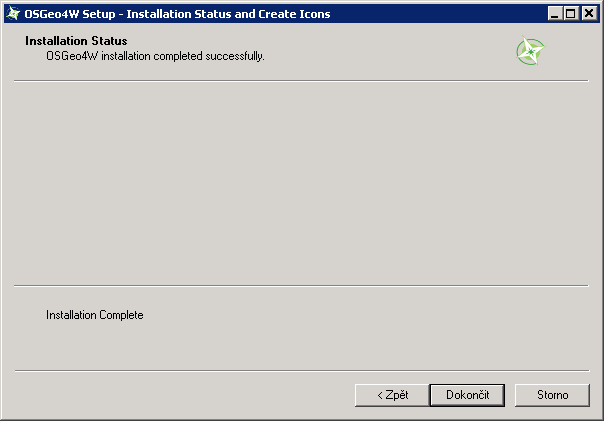 OSGeo4W Setup - Installation Status and Create Icons
Installation Status
OSGeo4W installation completed successfully.
Installation Complete
< Zpět
Dokončit
Storno